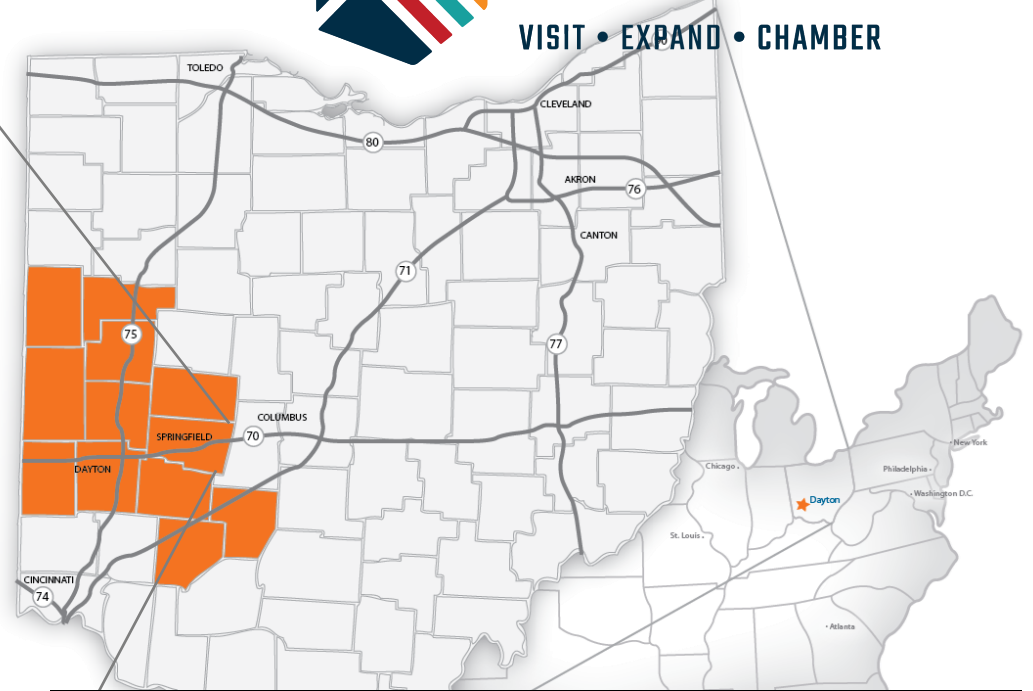 VISIT • EXPAND • CHAMBER
TOLEDO
CLEVELAND
80
AKRON
76
CANTON
71
75
77
COLUMBUS
70
SPRINGFIELD
DAYTON
CINCINNATI
74
New York
Chicago
Philadelphia
Washington D.C.
Dayton
St. Louis
Atlanta